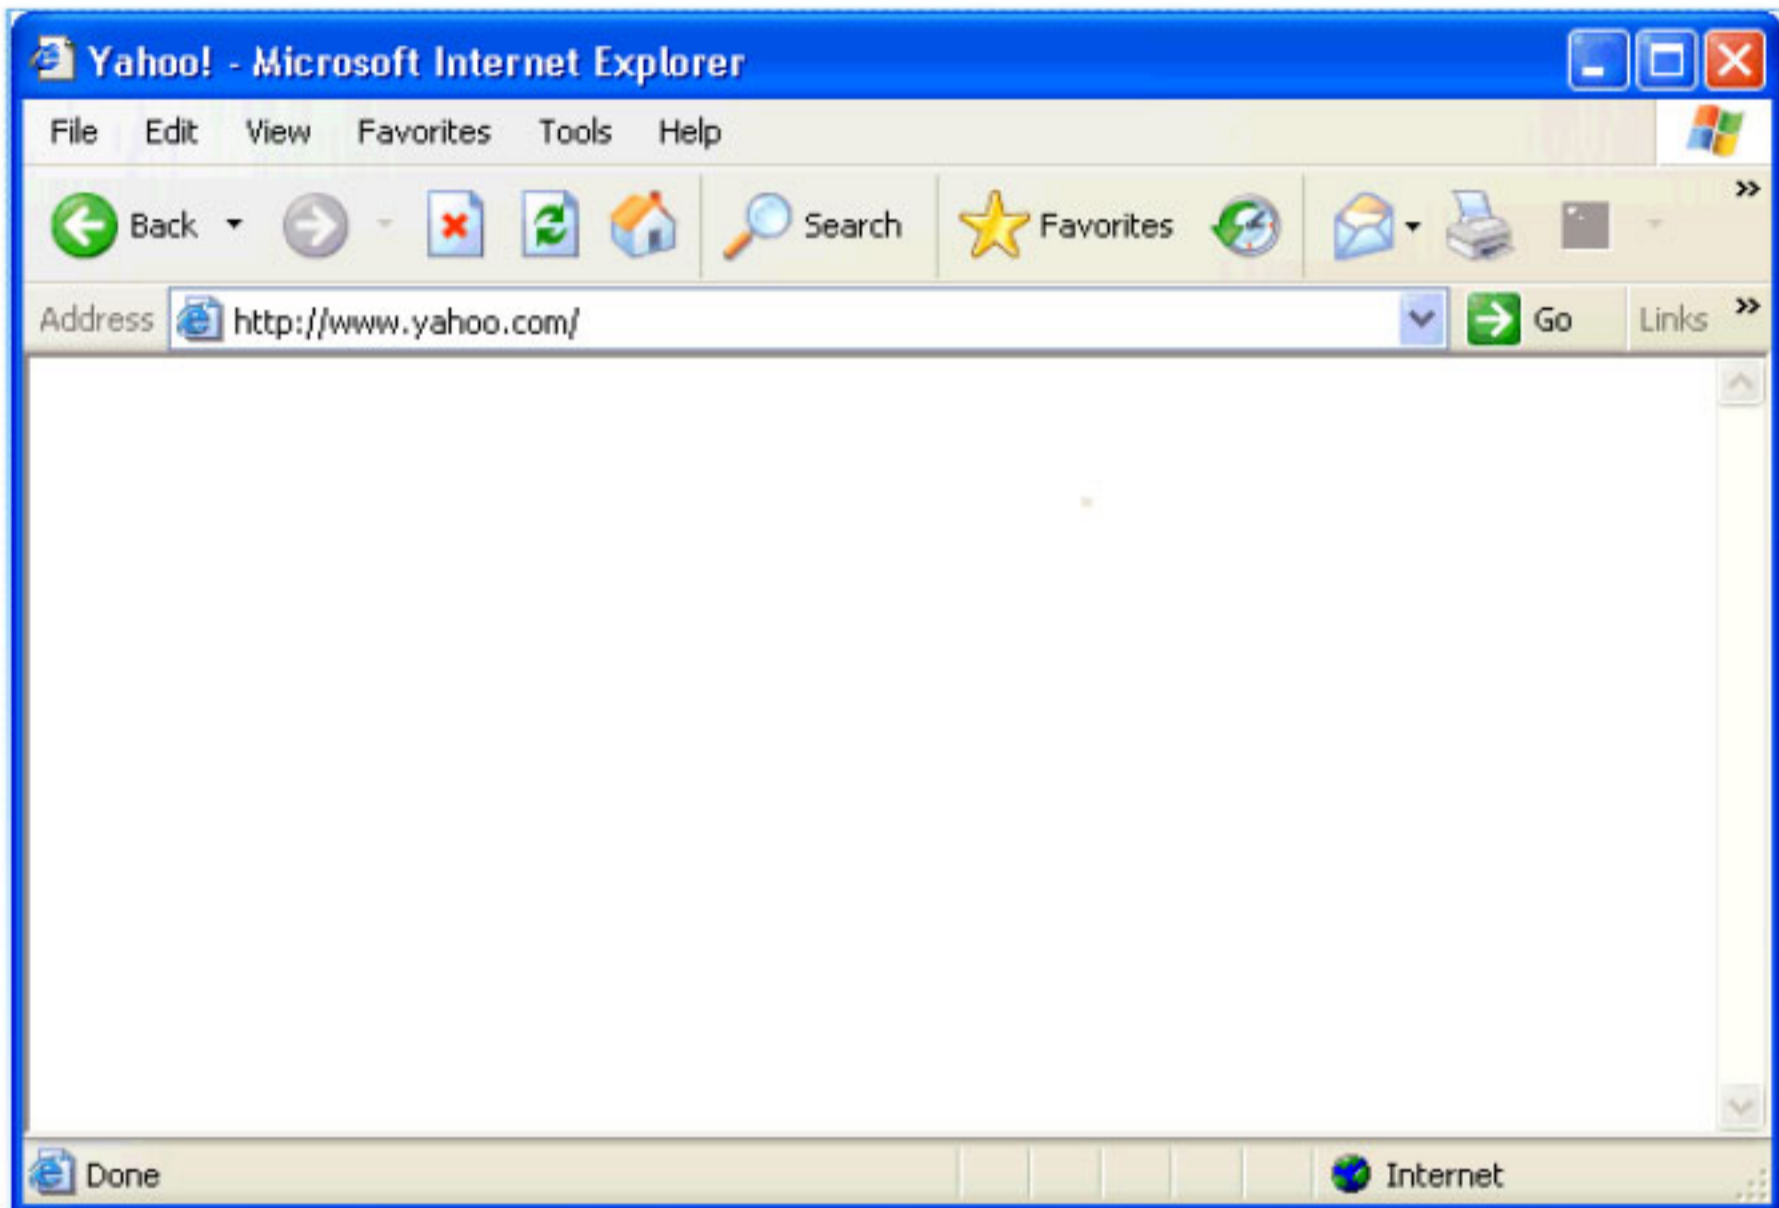 Yahoo! - Microsoft Internet Explorer
File Edit View Favorites Tools Help
Back Search Favorites »
Address http://www.yahoo.com/ Go Links »
Done Internet